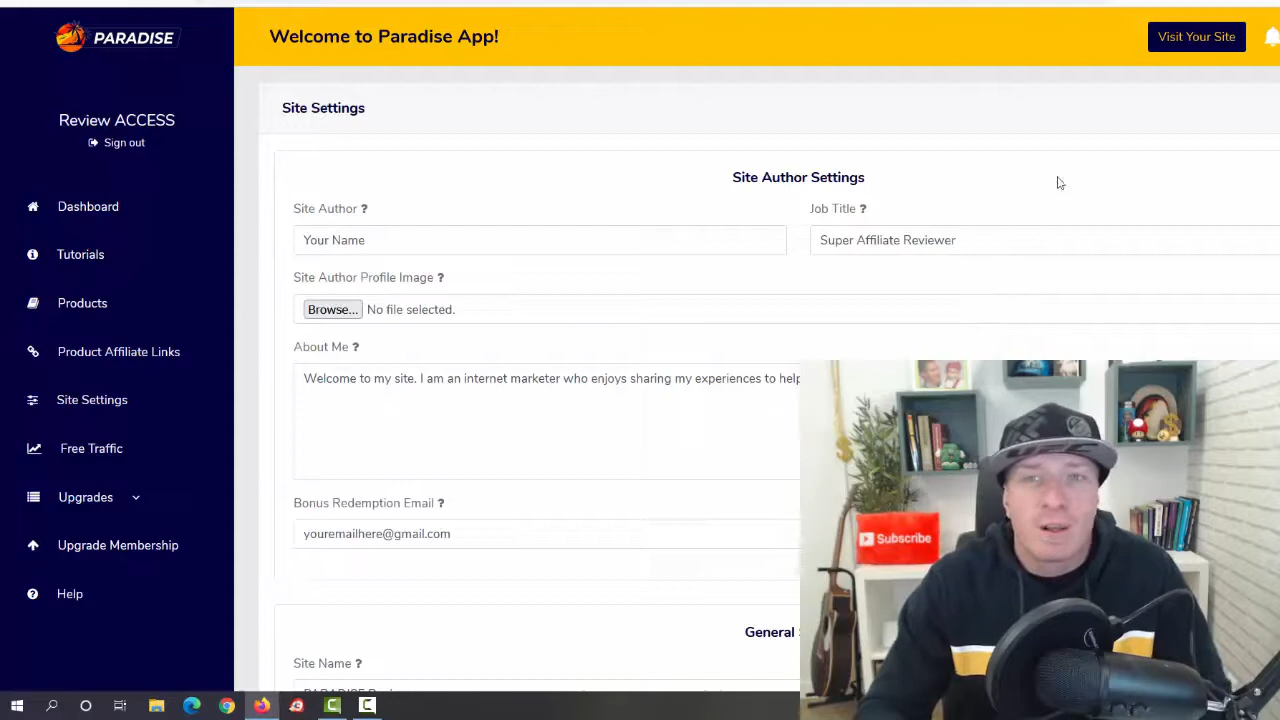 PARADISE
Welcome to Paradise App!
Visit Your Site
Review ACCESS
Sign out
Dashboard
Tutorials
Products
Product Affiliate Links
Site Settings
Free Traffic
Upgrades
Upgrade Membership
Help
Site Settings
Site Author Settings
Site Author ?
Job Title ?
Your Name
Super Affiliate Reviewer
Site Author Profile Image ?
Browse... No file selected.
About Me ?
Welcome to my site. I am an internet marketer who enjoys sharing my experiences to help
Bonus Redemption Email ?
youremailhere@gmail.com
General
Site Name ?
Subscribe